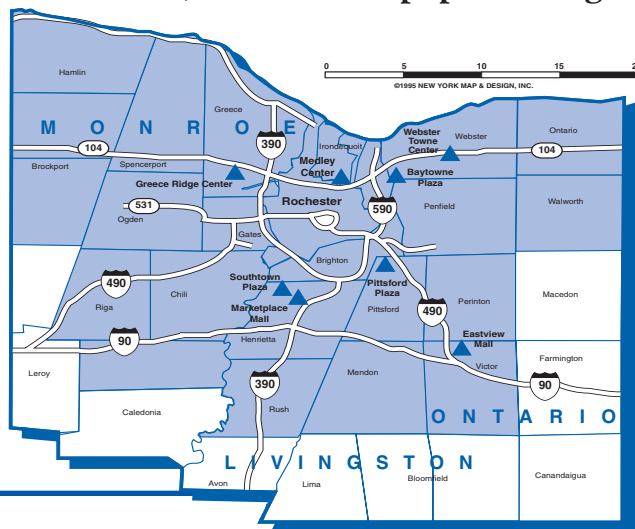 0 5 10 15
©1995 NEW YORK MAP & DESIGN, INC.
Hamlin
Greece
MONROE
390
Irondequoit
Webster
Towne
Center
Webster
Ontario
104
104
Brockport
Spencerport
Medley
Center
Greece Ridge Center
Baytowne
Plaza
Rochester
Walworth
531
590
Penfield
Ogden
Gates
Brighton
490
Southtown
Plaza
Pittsford
Plaza
Riga
Chili
Marketplace
Mall
Pittsford
490
Perinton
Macedon
90
Henrietta
Eastview
Mall
Leroy
Mendon
Victor
Farmington
390
90
Caledonia
Rush
ONTARIO
LIVINGSTON
Avon
Lima
Bloomfield
Canandaigua